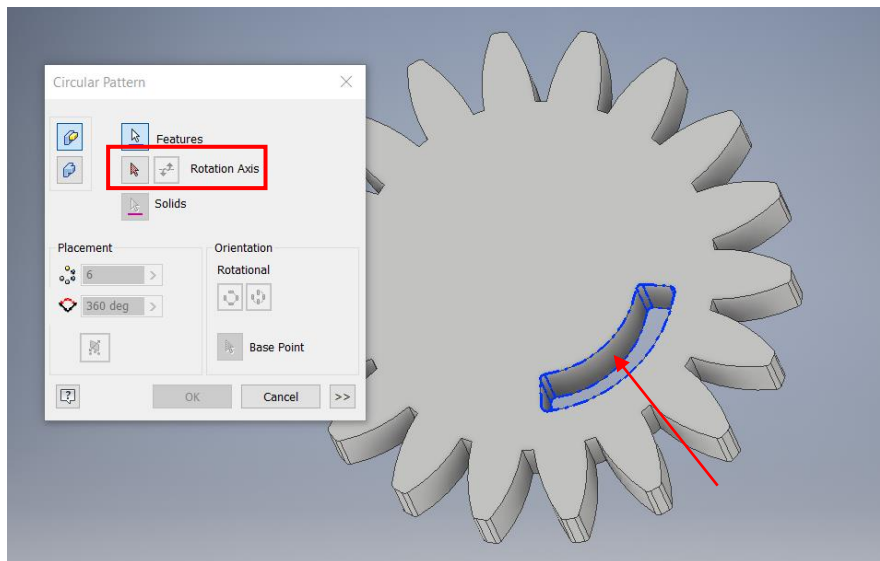 Circular Pattern
Features
Rotation Axis
Solids
Placement
Orientation
6 >
Rotational
360 deg >
Base Point
?
OK
Cancel
>>